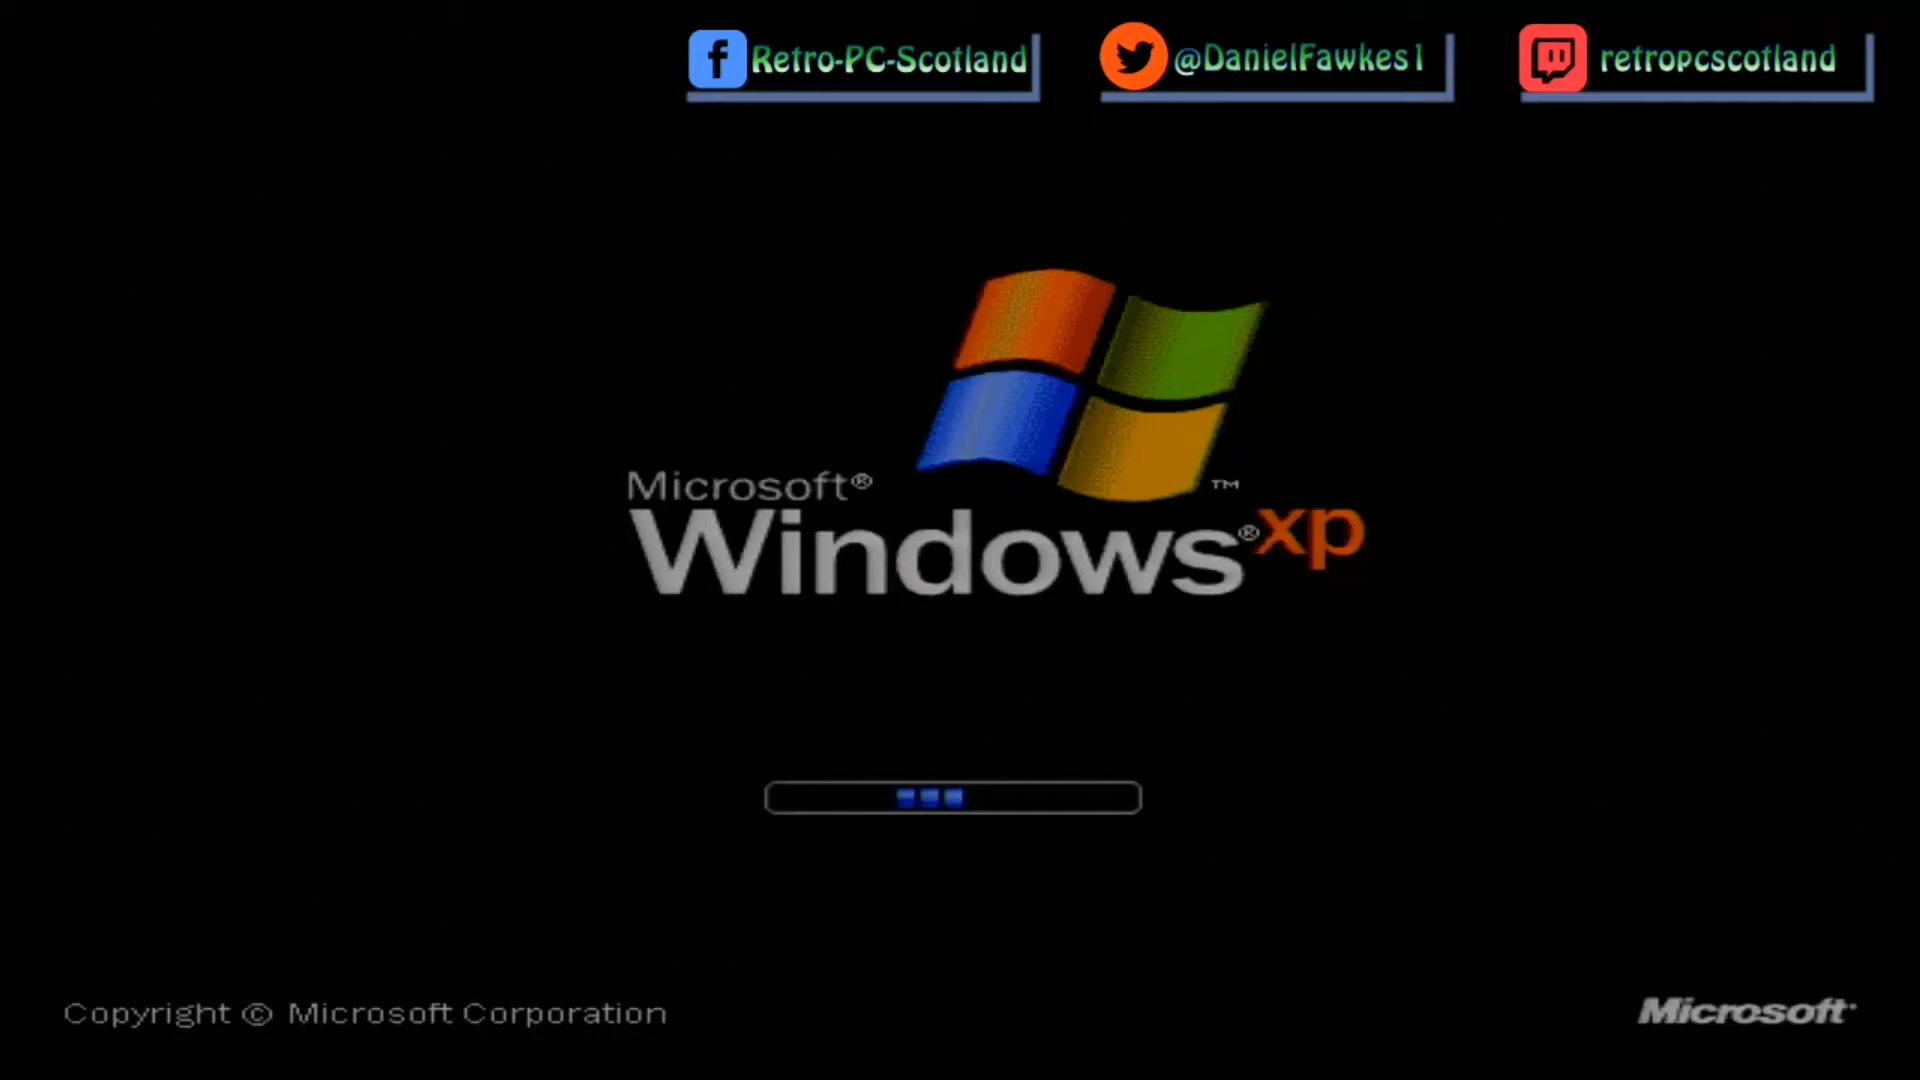 Retro-PC-Scotland
@DanielFawkes1
retropcscotland
Microsoft®
Windows® xp ™
Copyright © Microsoft Corporation
Microsoft®